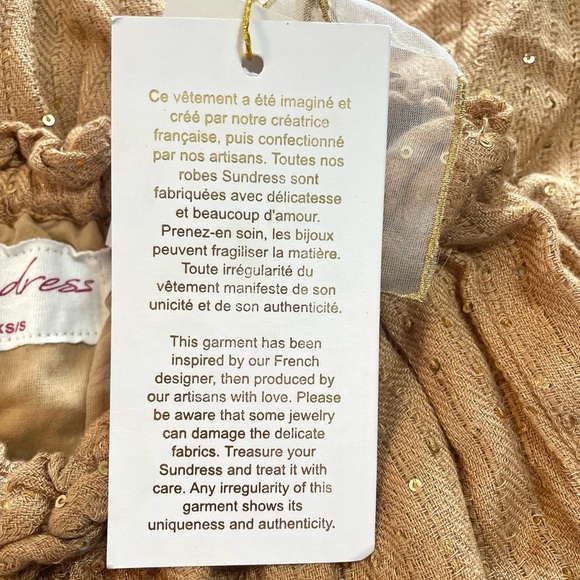 Ce vêtement a été imaginé et
créé par notre créatrice
française, puis confectionné
par nos artisans. Toutes nos
robes Sundress sont
fabriquées avec délicatesse
et beaucoup d'amour.
Prenez-en soin, les bijoux
peuvent fragiliser la matière.
Toute irrégularité du
vêtement manifeste de son
unicité et de son authenticité.
This garment has been
inspired by our French
designer, then produced by
our artisans with love. Please
be aware that some jewelry
can damage the delicate
fabrics. Treasure your
Sundress and treat it with
care. Any irregularity of this
garment shows its
uniqueness and authenticity.
dress
XS/S